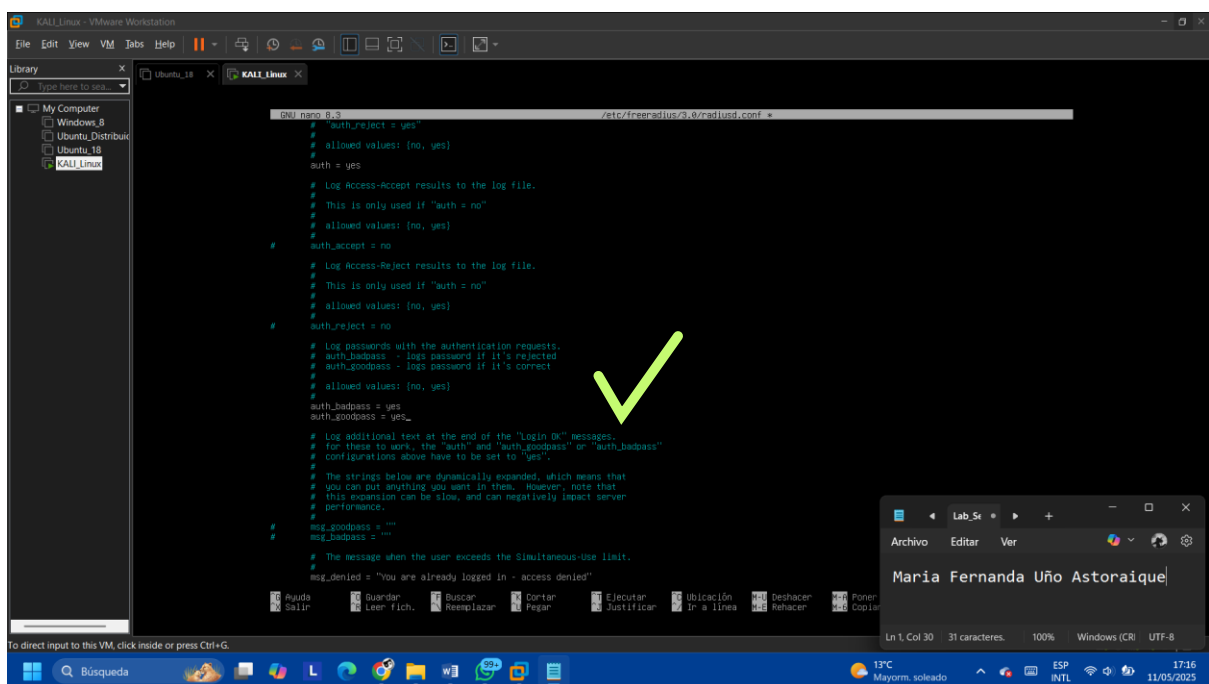 KALI_Linux - VMware Workstation
File Edit View VM Tabs Help
Library X
Type here to sea...
Ubuntu_18 X KALI_Linux X
My Computer
Windows_8
Ubuntu_Distribuic
Ubuntu_18
KALI_Linux
GNU nano 8.3 /etc/freeradius/3.0/radiusd.conf *
# "auth_reject = yes"
#
# allowed values: {no, yes}
#
auth = yes
# Log Access-Accept results to the log file.
#
# This is only used if "auth = no"
#
# allowed values: {no, yes}
#
# auth_accept = no
# Log Access-Reject results to the log file.
#
# This is only used if "auth = no"
#
# allowed values: {no, yes}
#
# auth_reject = no
# Log passwords with the authentication requests.
# auth_badpass - logs password if it's rejected
# auth_goodpass - logs password if it's correct
#
# allowed values: {no, yes}
#
auth_badpass = yes
auth_goodpass = yes_
# Log additional text at the end of the "Login OK" messages.
# for these to work, the "auth" and "auth_goodpass" or "auth_badpass"
# configurations above have to be set to "yes".
#
# The strings below are dynamically expanded, which means that
# you can put anything you want in them. However, note that
# this expansion can be slow, and can negatively impact server
# performance.
#
# msg_goodpass = ""
# msg_badpass = ""
# The message when the user exceeds the Simultaneous-Use limit.
#
msg_denied = "You are already logged in - access denied"
^G Ayuda ^O Guardar ^F Buscar ^K Cortar ^T Ejecutar ^C Ubicación M-U Deshacer M-A Poner
^X Salir ^R Leer fich. ^\ Reemplazar ^U Pegar ^J Justificar ^/ Ir a línea M-E Rehacer M-6 Copiar
Lab_Se
Archivo Editar Ver
Maria Fernanda Uño Astoraique
Ln 1, Col 30 31 caracteres. 100% Windows (CRI UTF-8
To direct input to this VM, click inside or press Ctrl+G.
Búsqueda
99+
13°C
Mayorm. soleado
ESP
INTL
17:16
11/05/2025